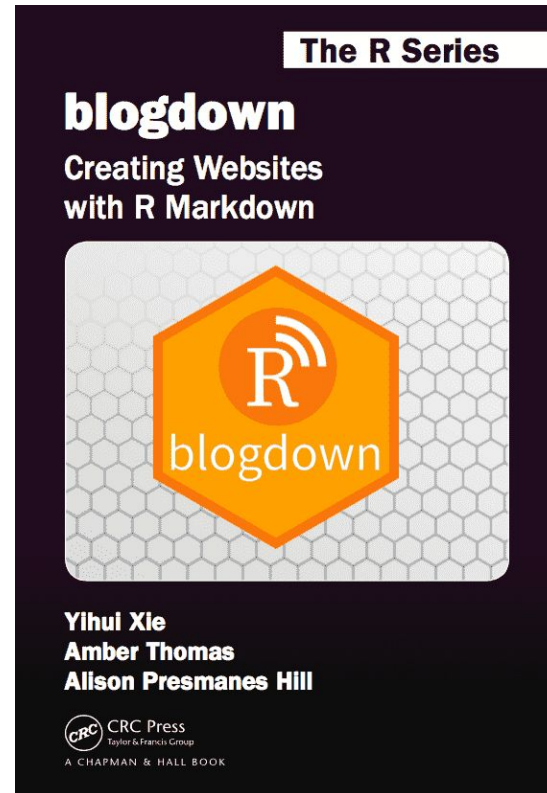 The R Series
blogdown
Creating Websites
with R Markdown
R
blogdown
Yihui Xie
Amber Thomas
Alison Presmanes Hill
CRC CRC Press
Taylor & Francis Group
A CHAPMAN & HALL BOOK